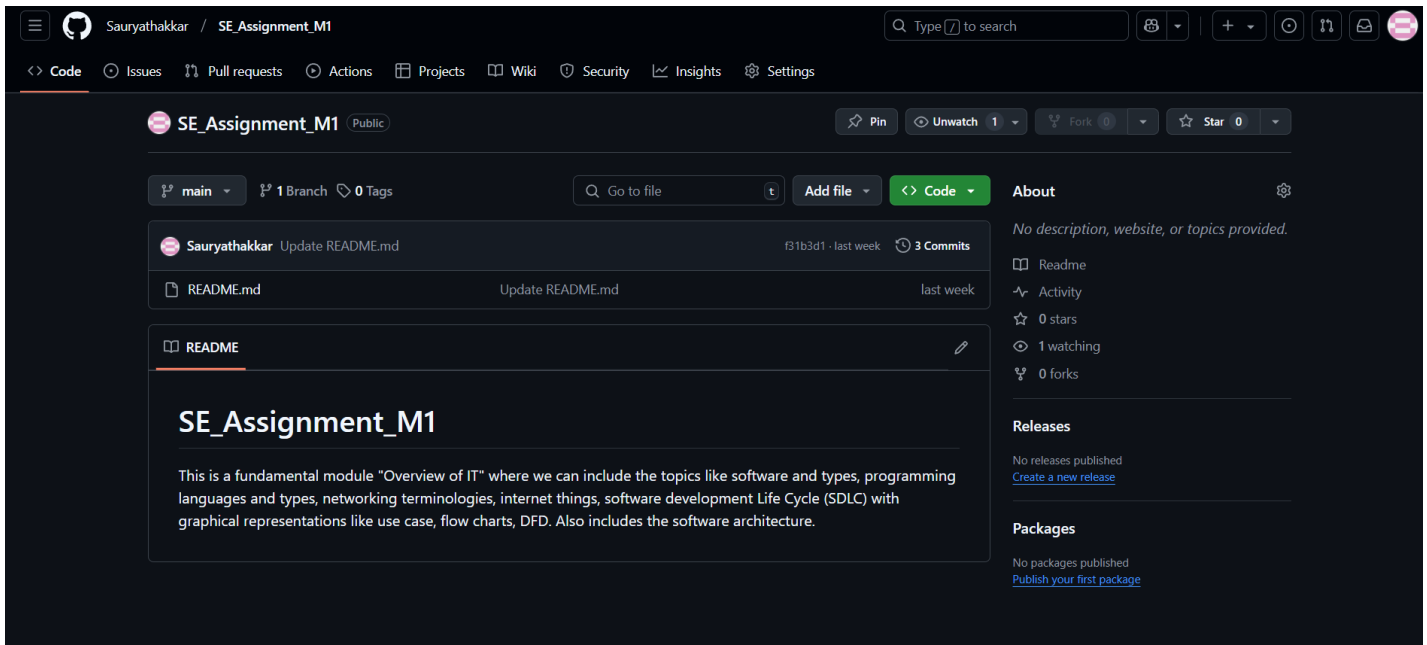 Sauryathakkar / SE_Assignment_M1
Type / to search
Code Issues Pull requests Actions Projects Wiki Security Insights Settings
SE_Assignment_M1 Public
Pin Unwatch 1 Fork 0 Star 0
main 1 Branch 0 Tags Go to file t Add file Code
Sauryathakkar Update README.md f31b3d1 · last week 3 Commits
README.md Update README.md last week
README
SE_Assignment_M1
This is a fundamental module "Overview of IT" where we can include the topics like software and types, programming
languages and types, networking terminologies, internet things, software development Life Cycle (SDLC) with
graphical representations like use case, flow charts, DFD. Also includes the software architecture.
About
No description, website, or topics provided.
Readme
Activity
0 stars
1 watching
0 forks
Releases
No releases published
Create a new release
Packages
No packages published
Publish your first package